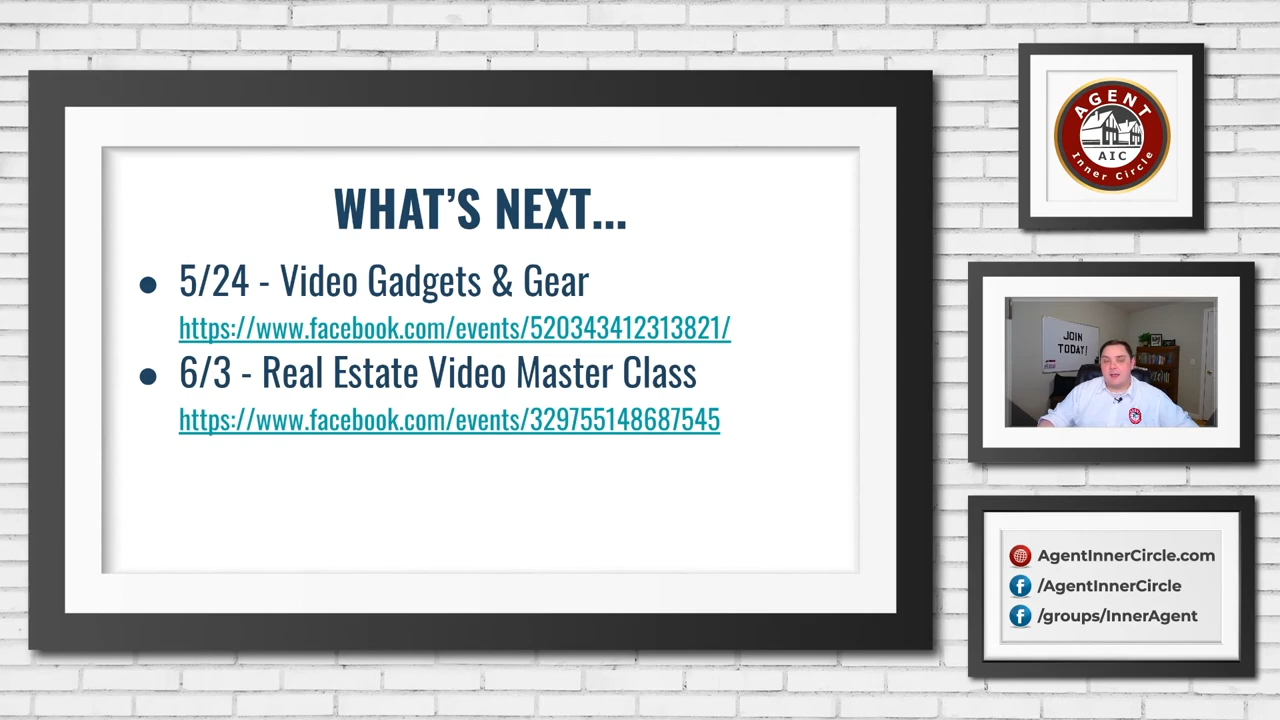 WHAT'S NEXT...
● 5/24 - Video Gadgets & Gear
https://www.facebook.com/events/520343412313821/
● 6/3 - Real Estate Video Master Class
https://www.facebook.com/events/329755148687545
AGENT
AIC
Inner Circle
JOIN
TODAY!
AgentInnerCircle.com
/AgentInnerCircle
/groups/InnerAgent